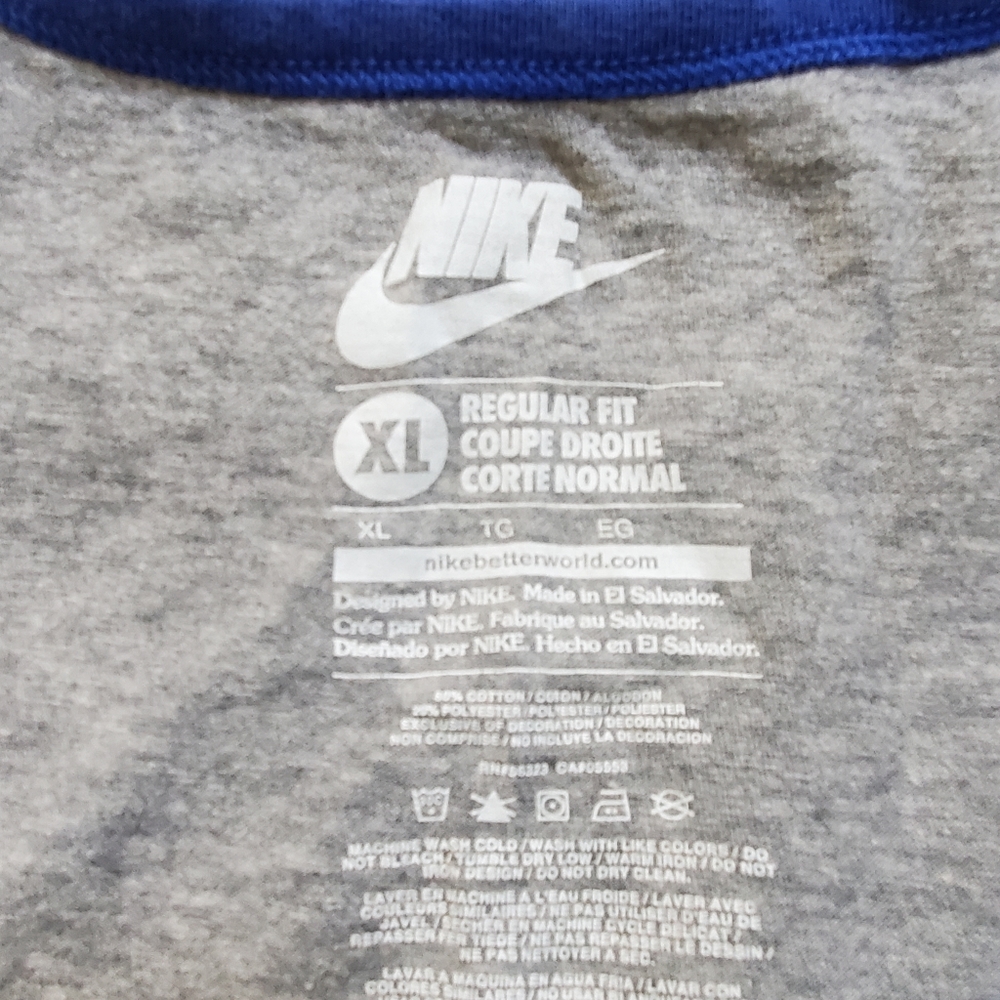 NIKE
XL
REGULAR FIT
COUPE DROITE
CORTE NORMAL
XL TG EG
nikebetterworld.com
Designed by NIKE. Made in El Salvador.
Crée par NIKE. Fabrique au Salvador.
Diseñado por NIKE. Hecho en El Salvador.
COTTON / COTON / ALGODON
POLYESTER / POLYESTER / POLIESTER
EXCLUSIVE OF DECORATION / DECORATION
NON COMPRISE / NO INCLUYE LA DECORACION
MACHINE WASH COLD / WASH WITH LIKE COLORS / DO
NOT BLEACH / TUMBLE DRY LOW / WARM IRON / DO NOT
IRON DESIGN / DO NOT DRY CLEAN.
LAVER EN MACHINE A L'EAU FROIDE / LAVER AVEC
COULEURS SIMILAIRES / NE PAS UTILISER D'EAU DE
JAVEL / SECHER EN MACHINE CYCLE DELICAT /
REPASSER FER TIEDE / NE PAS REPASSER LE DESSIN /
NE PAS NETTOYER A SEC.
LAVAR A MAQUINA EN AGUA FRIA / LAVAR CON
COLORES SIMILARES / NO USAR